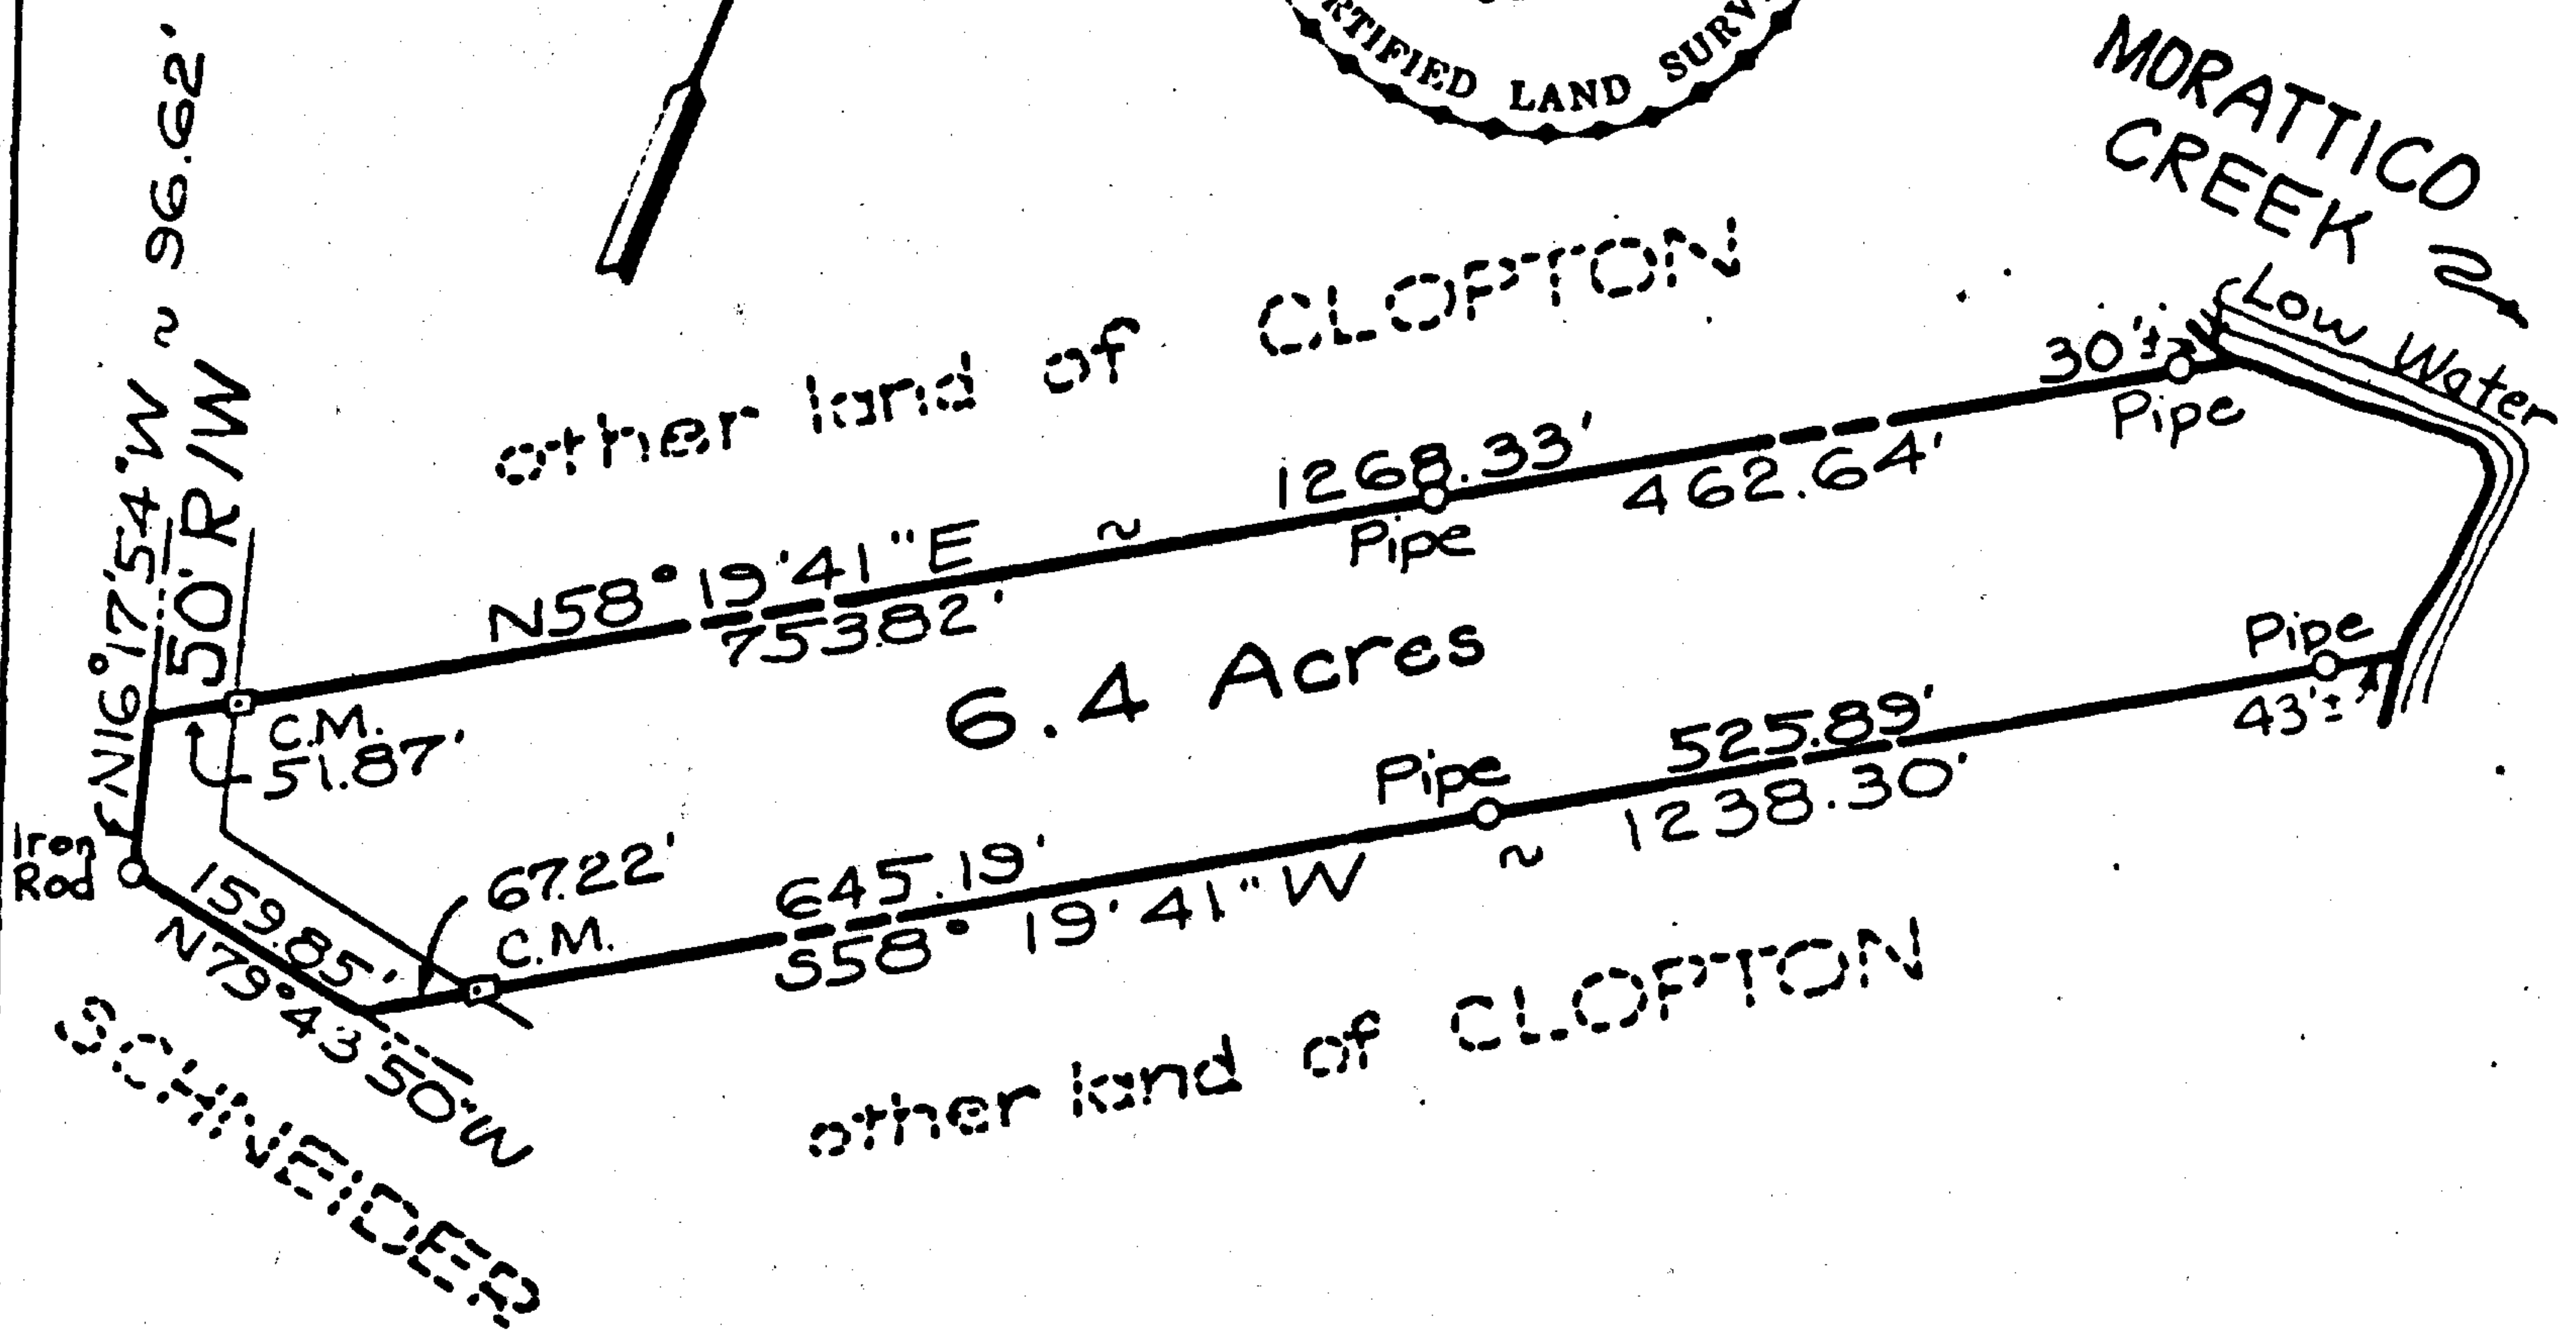 RTIFIED LAND SURV
MORATTICO
CREEK
Low Water
N16°17'54"W ~ 96.62'
50' R/W
other land of CLOPTON
30'±
Pipe
1268.33'
462.64'
Pipe
N58°19'41"E ~
753.82'
6.4 Acres
C.M.
51.87'
Pipe
43'±
525.89'
Pipe
~ 1238.30'
Iron
Rod
159.85'
N79°43'50"W
67.22'
C.M.
645.19'
S58° 19'41"W
other land of CLOPTON
SCHNEIDER